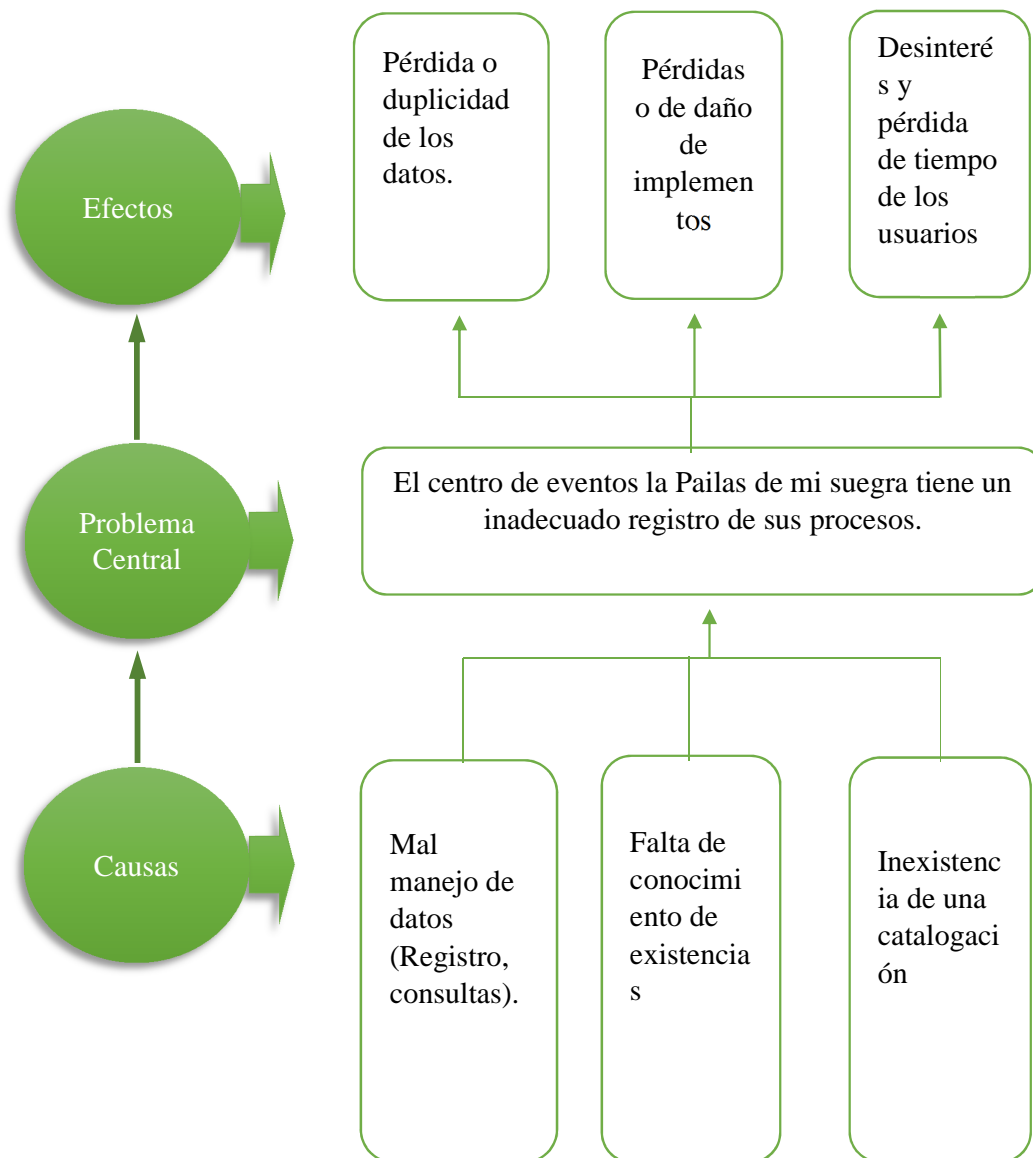 Efectos
Pérdida o
duplicidad
de los
datos.
Pérdidas
o de daño
de
implemen
tos
Desinteré
s y
pérdida
de tiempo
de los
usuarios
Problema
Central
El centro de eventos la Pailas de mi suegra tiene un
inadecuado registro de sus procesos.
Causas
Mal
manejo de
datos
(Registro,
consultas).
Falta de
conocimi
ento de
existencia
s
Inexistenc
ia de una
catalogaci
ón